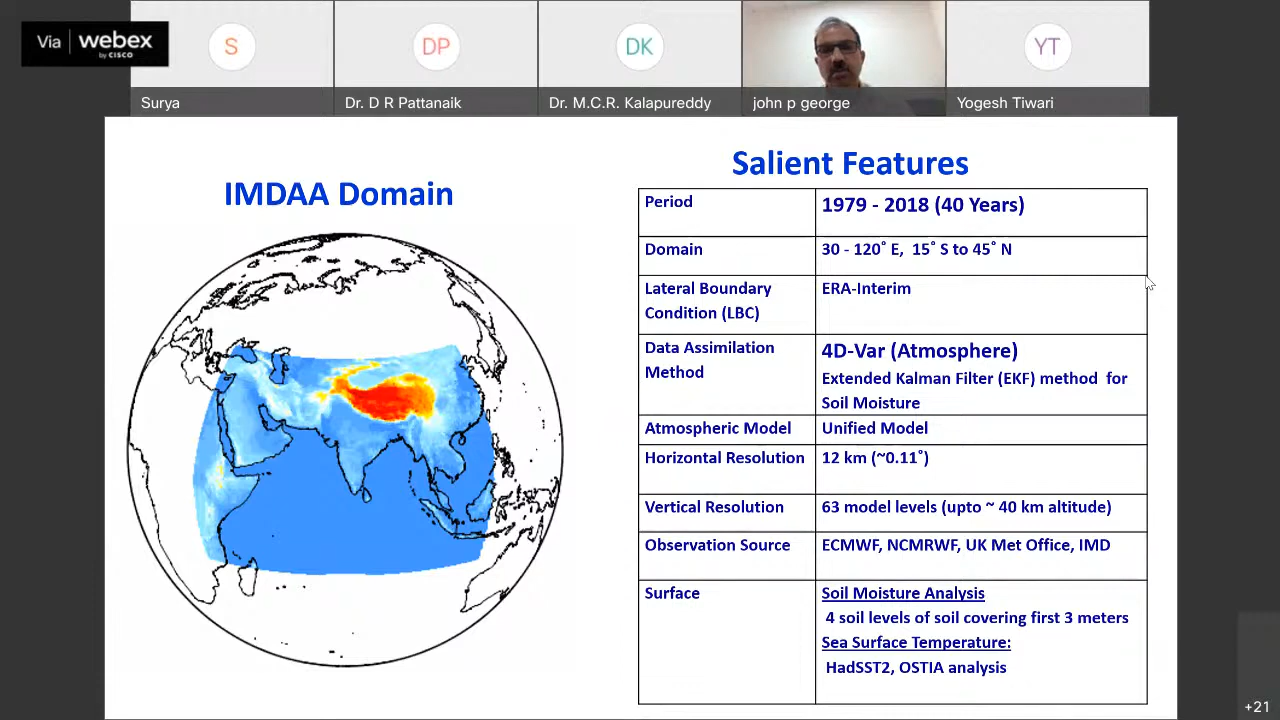 Via webex
by CISCO
S
DP
DK
YT
Surya
Dr. D R Pattanaik
Dr. M.C.R. Kalapureddy
john p george
Yogesh Tiwari
IMDAA Domain
Salient Features
Period
1979 - 2018 (40 Years)
Domain
30 - 120˚ E, 15˚ S to 45˚ N
Lateral Boundary
Condition (LBC)
ERA-Interim
Data Assimilation
Method
4D-Var (Atmosphere)
Extended Kalman Filter (EKF) method for
Soil Moisture
Atmospheric Model
Unified Model
Horizontal Resolution
12 km (~0.11˚)
Vertical Resolution
63 model levels (upto ~ 40 km altitude)
Observation Source
ECMWF, NCMRWF, UK Met Office, IMD
Surface
Soil Moisture Analysis
4 soil levels of soil covering first 3 meters
Sea Surface Temperature:
HadSST2, OSTIA analysis
+21